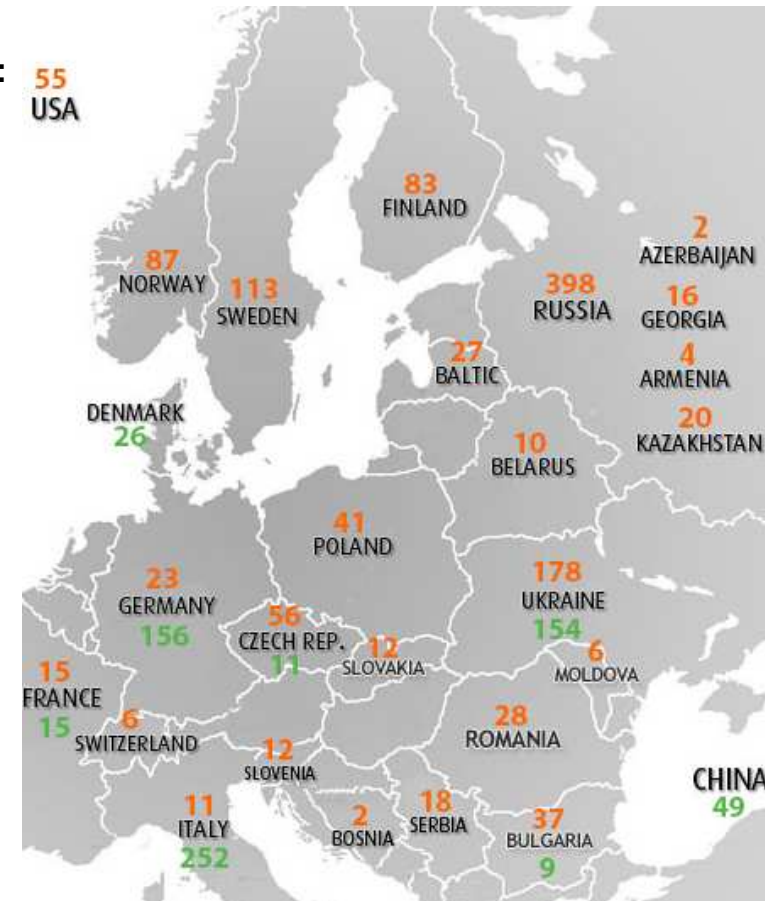 :
55
USA
83
FINLAND
2
AZERBAIJAN
87
NORWAY
113
SWEDEN
398
RUSSIA
16
GEORGIA
27
BALTIC
4
ARMENIA
DENMARK
26
20
KAZAKHSTAN
10
BELARUS
41
POLAND
23
GERMANY
156
178
UKRAINE
154
56
CZECH REP.
11
12
SLOVAKIA
6
MOLDOVA
15
FRANCE
15
6
SWITZERLAND
28
ROMANIA
12
SLOVENIA
CHINA
49
11
ITALY
252
2
BOSNIA
18
SERBIA
37
BULGARIA
9